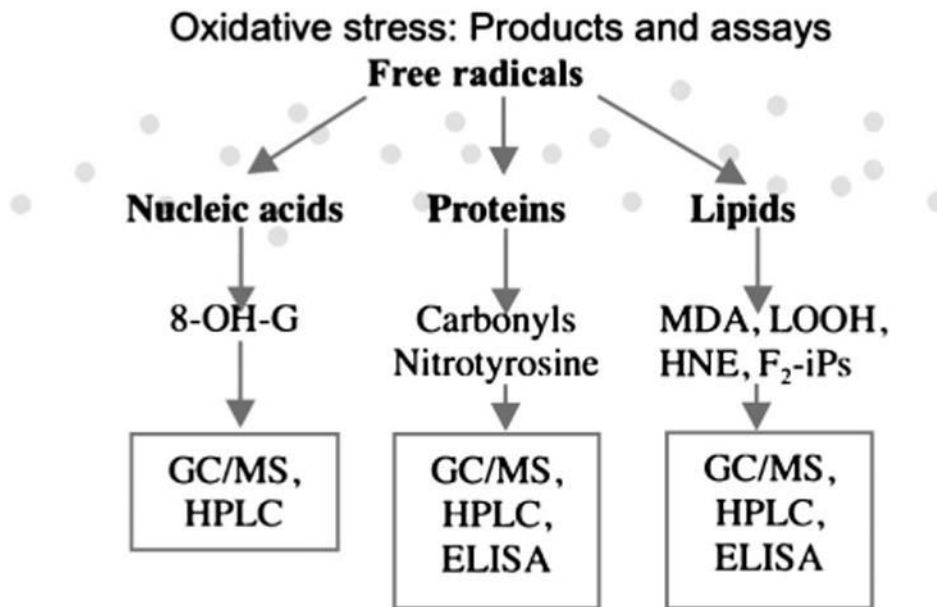 Oxidative stress: Products and assays
Free radicals
Nucleic acids
Proteins
Lipids
8-OH-G
Carbonyls
Nitrotyrosine
MDA, LOOH,
HNE, F₂-iPs
GC/MS,
HPLC
GC/MS,
HPLC,
ELISA
GC/MS,
HPLC,
ELISA